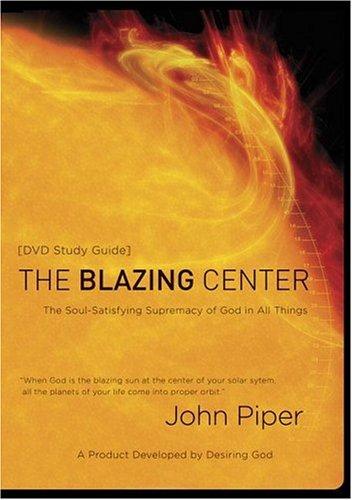 [DVD Study Guide]
THE BLAZING CENTER
The Soul-Satisfying Supremacy of God in All Things
"When God is the blazing sun at the center of your solar sytem,
all the planets of your life come into proper orbit."
John Piper
A Product Developed by Desiring God